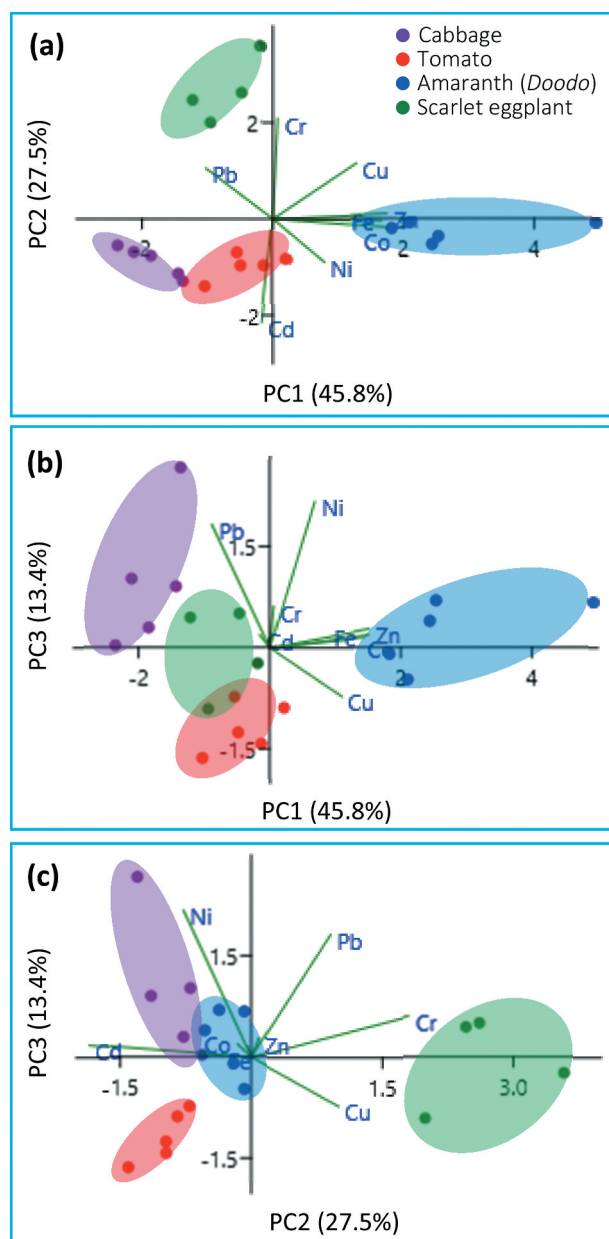 (a)
Cabbage
Tomato
Amaranth (Doodo)
Scarlet eggplant
PC2 (27.5%)
2
Cr
Pb
Cu
Fe
Zn
-2
2
4
Co
Ni
-2
Cd
PC1 (45.8%)
(b)
PC3 (13.4%)
Ni
Pb
1.5
Cr
Cd
Fe
Zn
Co
-2
2
4
Cu
-1.5
PC1 (45.8%)
(c)
PC3 (13.4%)
Ni
Pb
1.5
Cr
Cd
Co
Zn
Fe
-1.5
1.5
3.0
Cu
-1.5
PC2 (27.5%)